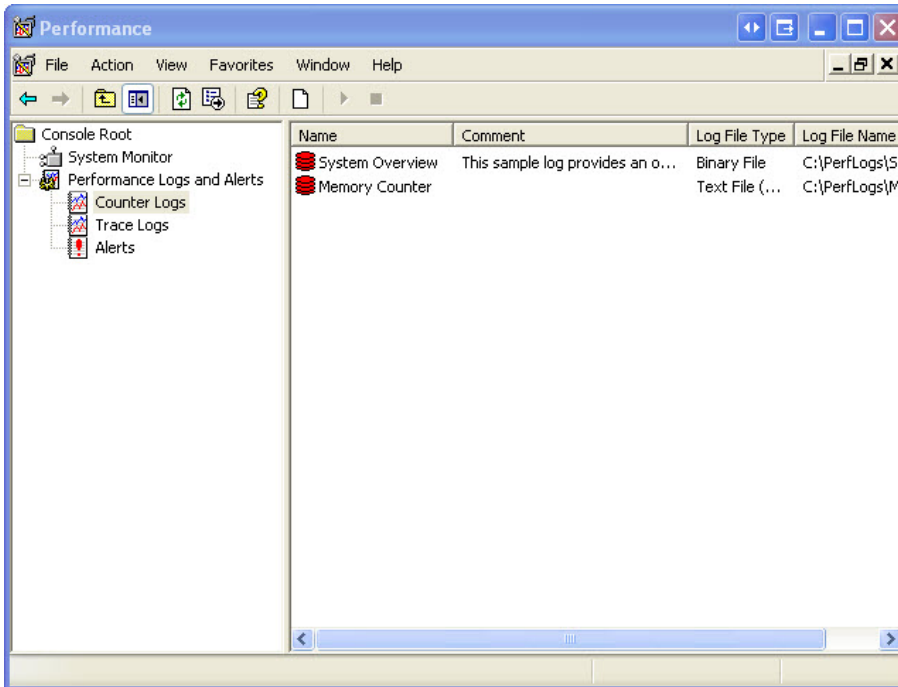 Performance
File Action View Favorites Window Help
Console Root
System Monitor
Performance Logs and Alerts
Counter Logs
Trace Logs
Alerts
Name Comment Log File Type Log File Name
System Overview This sample log provides an o... Binary File C:\PerfLogs\S
Memory Counter Text File (... C:\PerfLogs\M